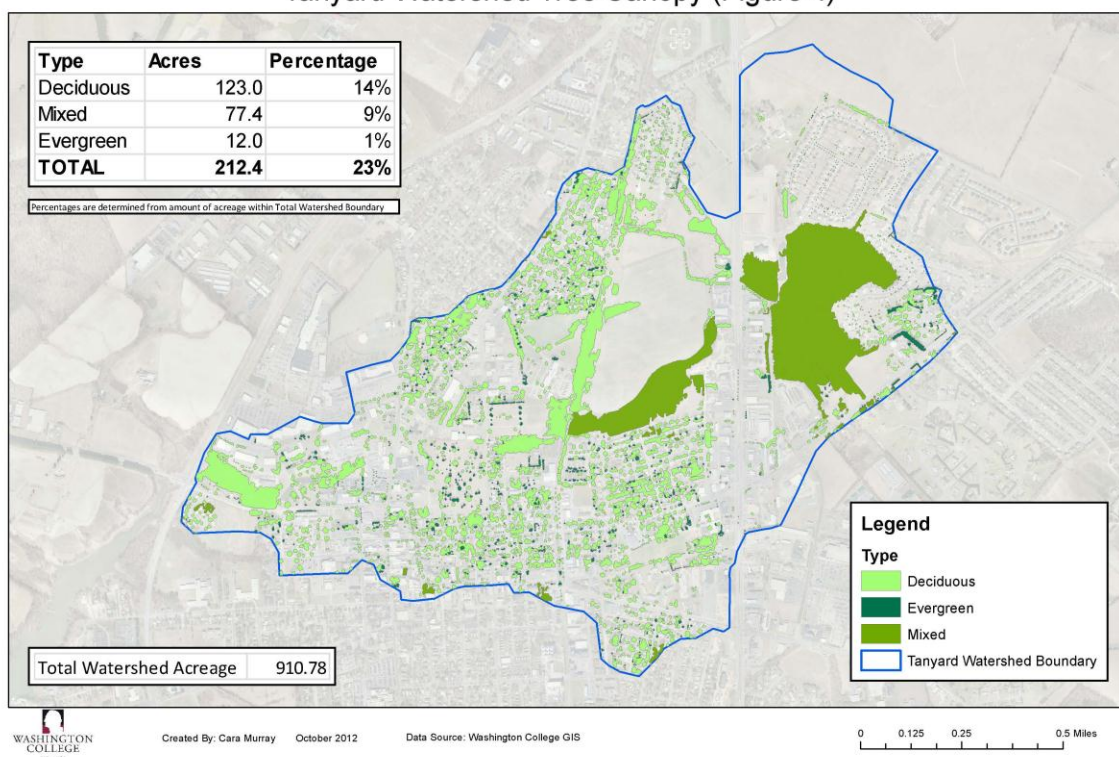 Tanyard Watershed Tree Canopy (Figure 4)
Type Acres Percentage
Deciduous 123.0 14%
Mixed 77.4 9%
Evergreen 12.0 1%
TOTAL 212.4 23%
Percentages are determined from amount of acreage within Total Watershed Boundary
Legend
Type
Deciduous
Evergreen
Mixed
Tanyard Watershed Boundary
Total Watershed Acreage 910.78
WASHINGTON
COLLEGE
Created By: Cara Murray October 2012 Data Source: Washington College GIS
0 0.125 0.25 0.5 Miles